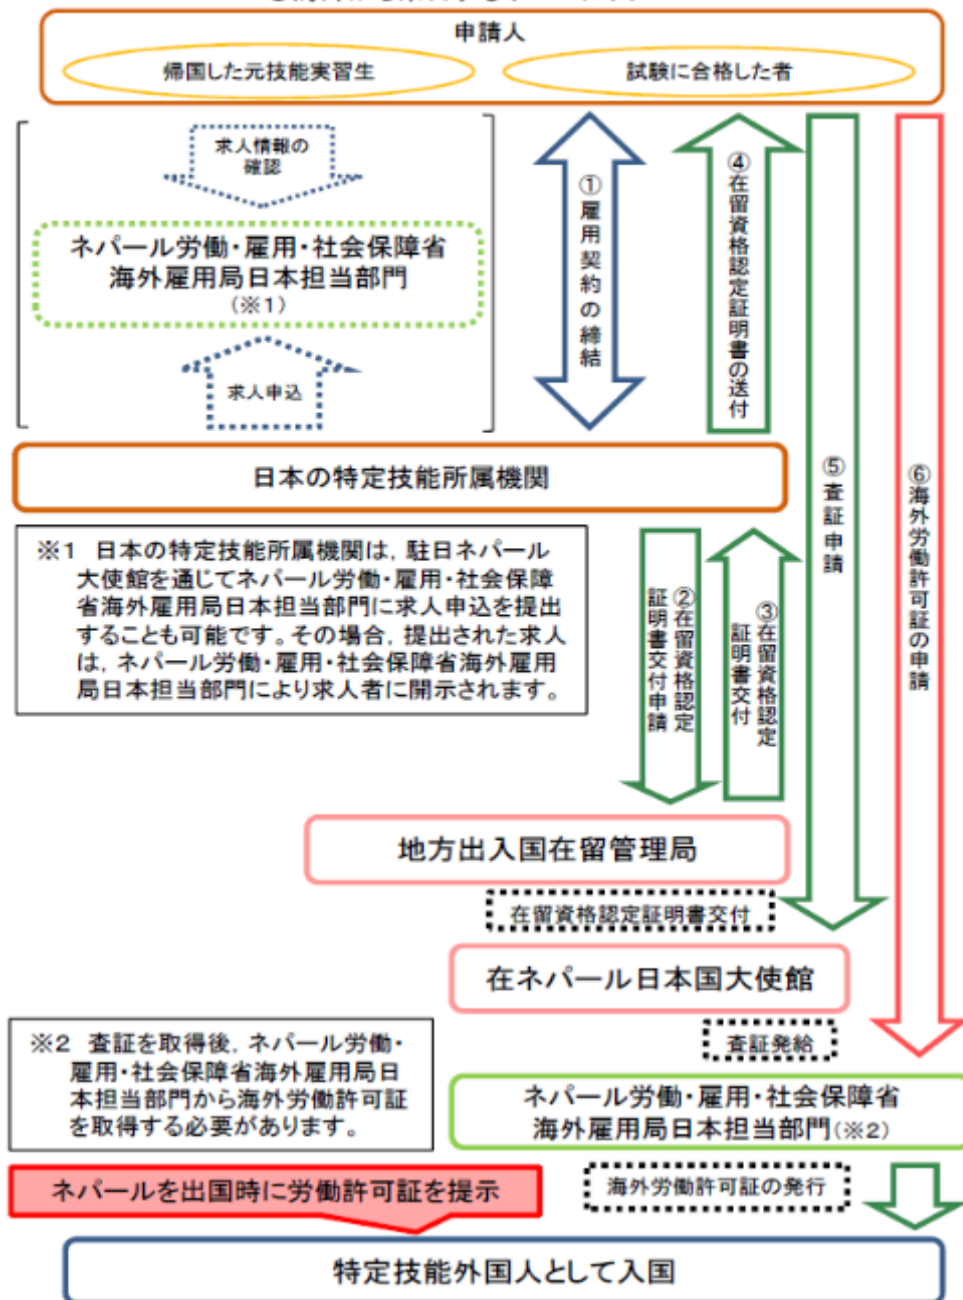 申請人
帰国した元技能実習生
試験に合格した者
求人情報の
確認
ネパール労働・雇用・社会保障省
海外雇用局日本担当部門
(※1)
求人申込
①雇用契約の締結
④在留資格認定証明書の送付
⑤査証申請
⑥海外労働許可証の申請
日本の特定技能所属機関
※1 日本の特定技能所属機関は，駐日ネパール
大使館を通じてネパール労働・雇用・社会保障
省海外雇用局日本担当部門に求人申込を提出
することも可能です。その場合，提出された求人
は，ネパール労働・雇用・社会保障省海外雇用
局日本担当部門により求人者に開示されます。
②在留資格認定
証明書交付申請
③在留資格認定
証明書交付
地方出入国在留管理局
在留資格認定証明書交付
在ネパール日本国大使館
査証発給
※2 査証を取得後，ネパール労働・
雇用・社会保障省海外雇用局日
本担当部門から海外労働許可証
を取得する必要があります。
ネパール労働・雇用・社会保障省
海外雇用局日本担当部門(※2)
ネパールを出国時に労働許可証を提示
海外労働許可証の発行
特定技能外国人として入国